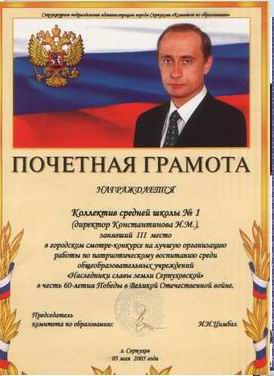 Структурное подразделение администрации города Серпухова «Комитет по образованию»
ПОЧЕТНАЯ ГРАМОТА
НАГРАЖДАЕТСЯ
Коллектив средней школы № 1
(директор Константинова Н.М.),
занявший III место
в городском смотре-конкурсе на лучшую организацию
работы по патриотическому воспитанию среди
общеобразовательных учреждений
«Наследники славы земли Серпуховской»
в честь 60-летия Победы в Великой Отечественной войне.
Председатель
комитета по образованию: И.Н.Цимбал
г. Серпухов
05 мая 2005 года